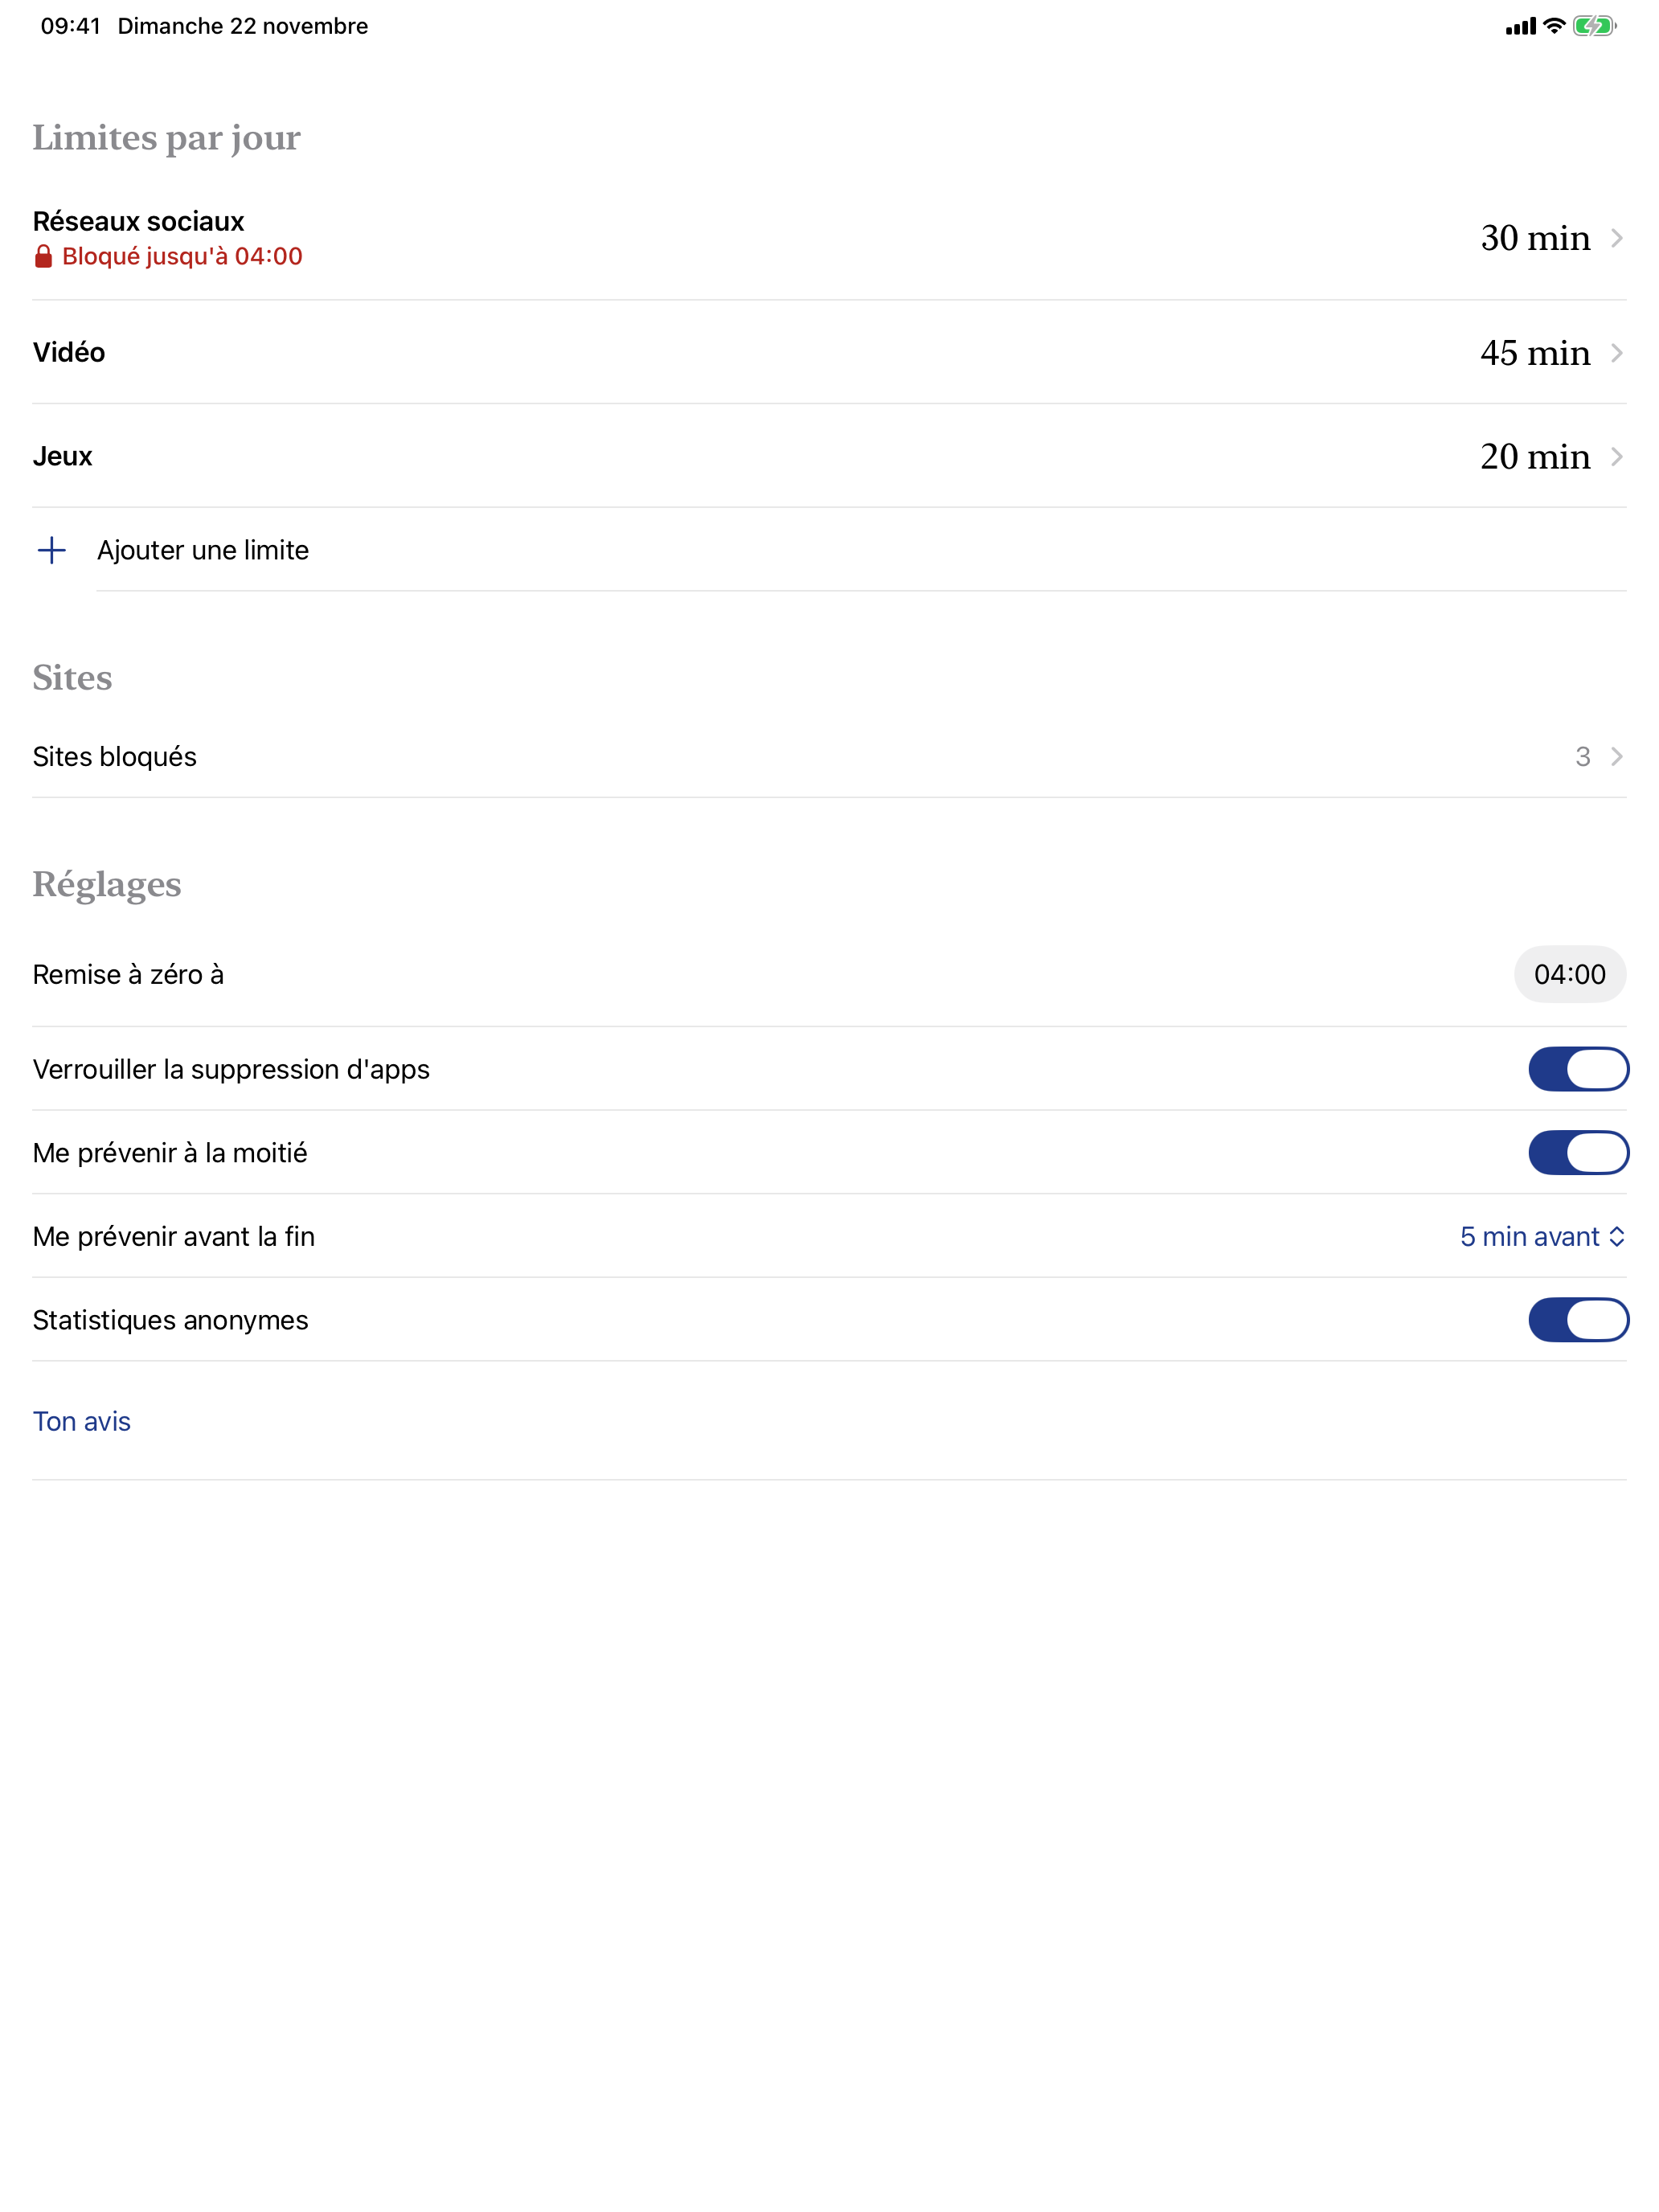 09:41 Dimanche 22 novembre
Limites par jour
Réseaux sociaux
Bloqué jusqu'à 04:00
30 min
Vidéo
45 min
Jeux
20 min
Ajouter une limite
Sites
Sites bloqués
3
Réglages
Remise à zéro à
04:00
Verrouiller la suppression d'apps
Me prévenir à la moitié
Me prévenir avant la fin
5 min avant
Statistiques anonymes
Ton avis